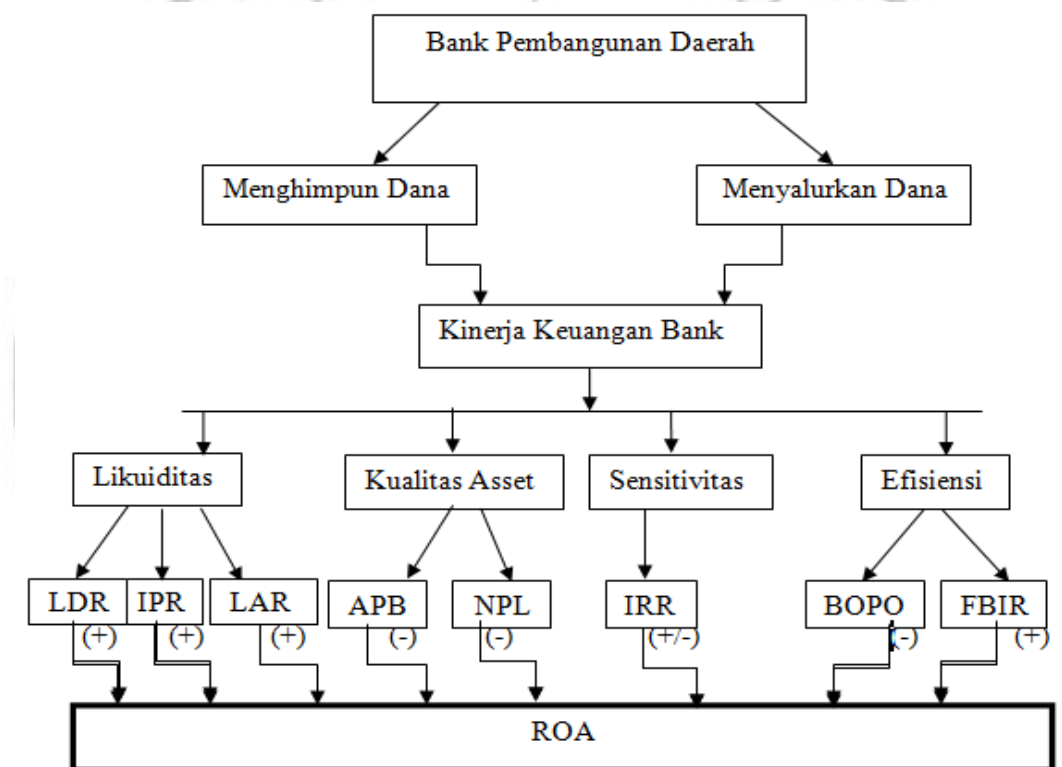 Bank Pembangunan Daerah
Menghimpun Dana
Menyalurkan Dana
Kinerja Keuangan Bank
Likuiditas
Kualitas Asset
Sensitivitas
Efisiensi
LDR
IPR
LAR
APB
NPL
IRR
BOPO
FBIR
(+)
(+)
(+)
(-)
(-)
(+/-)
(-)
(+)
ROA